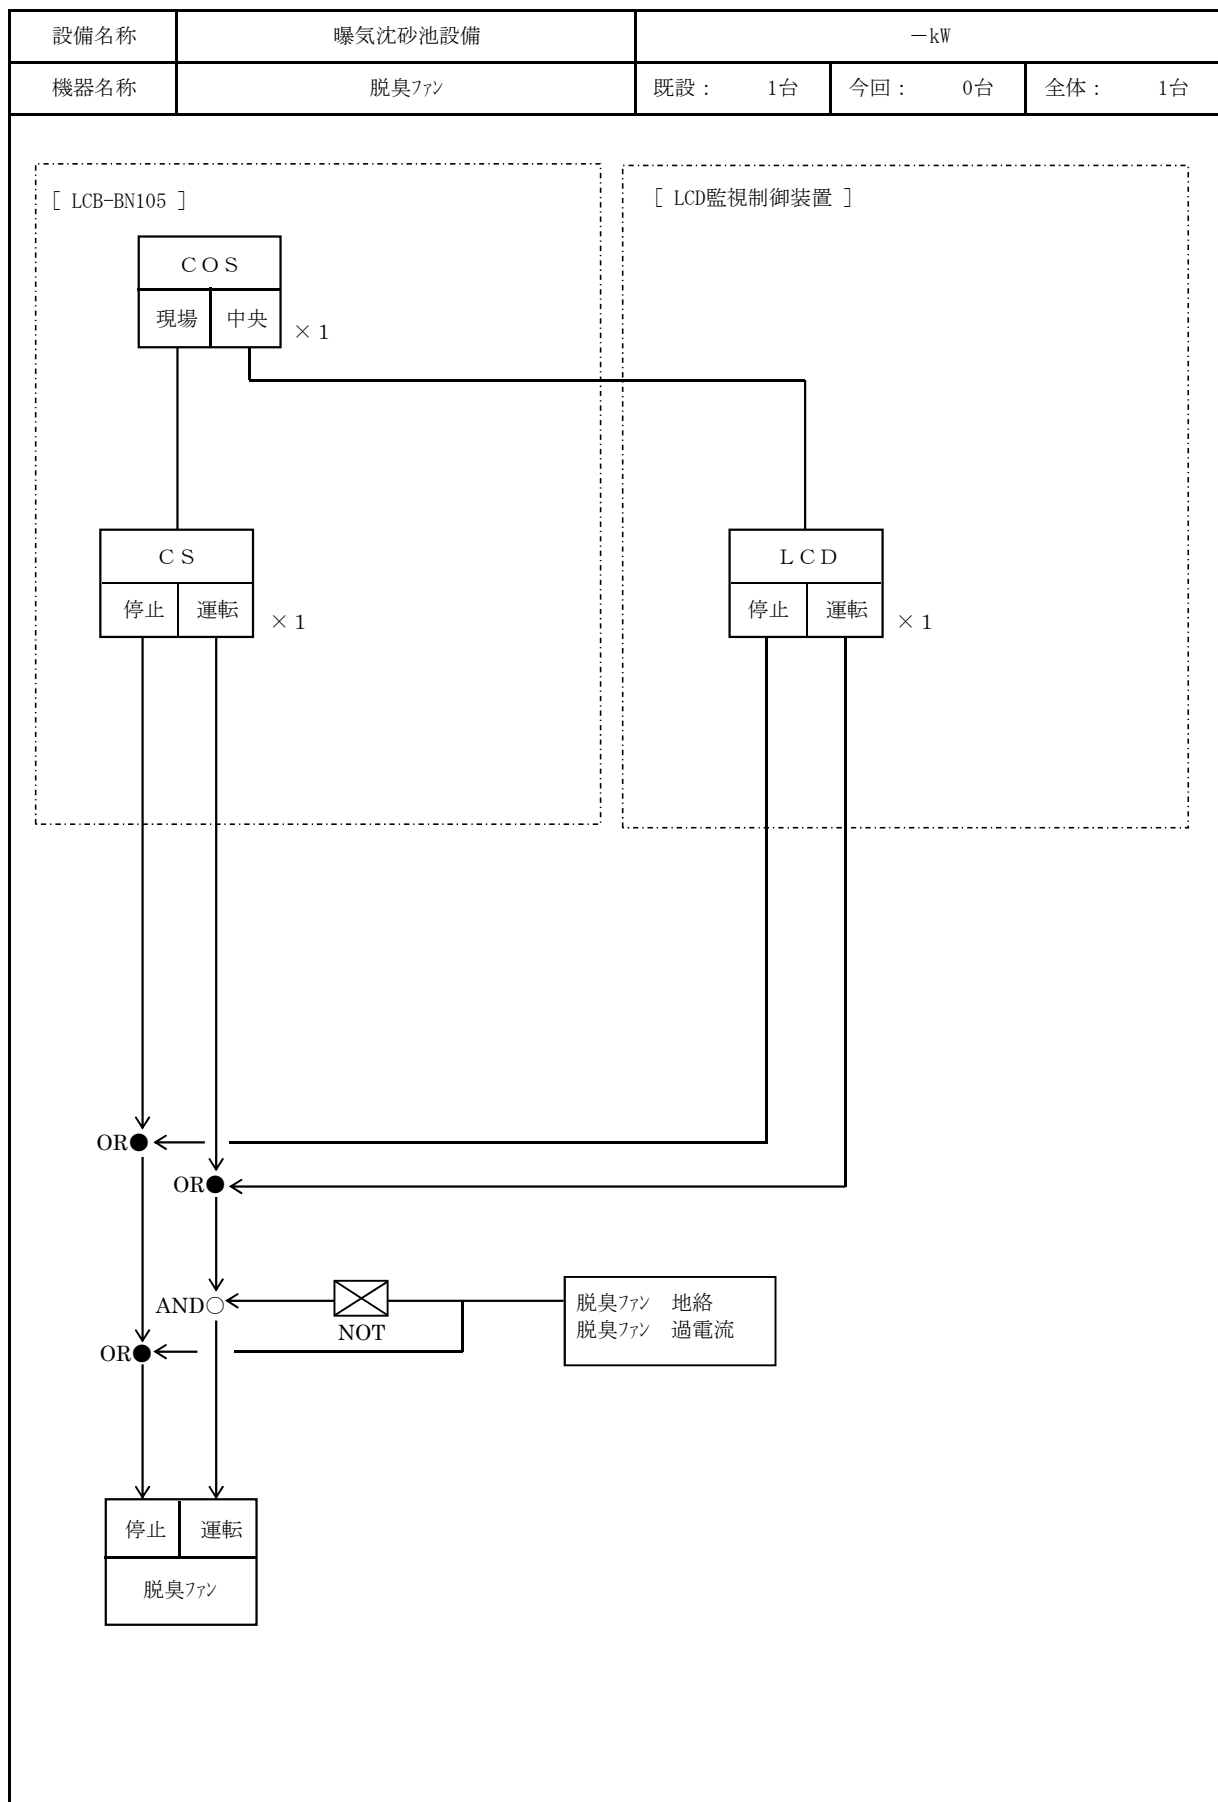 設備名称 曝気沈砂池設備 －kW
機器名称 脱臭ﾌｧﾝ 既設： 1台 今回： 0台 全体： 1台
[ LCB-BN105 ]
[ LCD監視制御装置 ]
ＣＯＳ
現場 中央
×１
ＣＳ
停止 運転
×１
ＬＣＤ
停止 運転
×１
OR
OR
AND
NOT
脱臭ﾌｧﾝ 地絡
脱臭ﾌｧﾝ 過電流
OR
停止 運転
脱臭ﾌｧﾝ